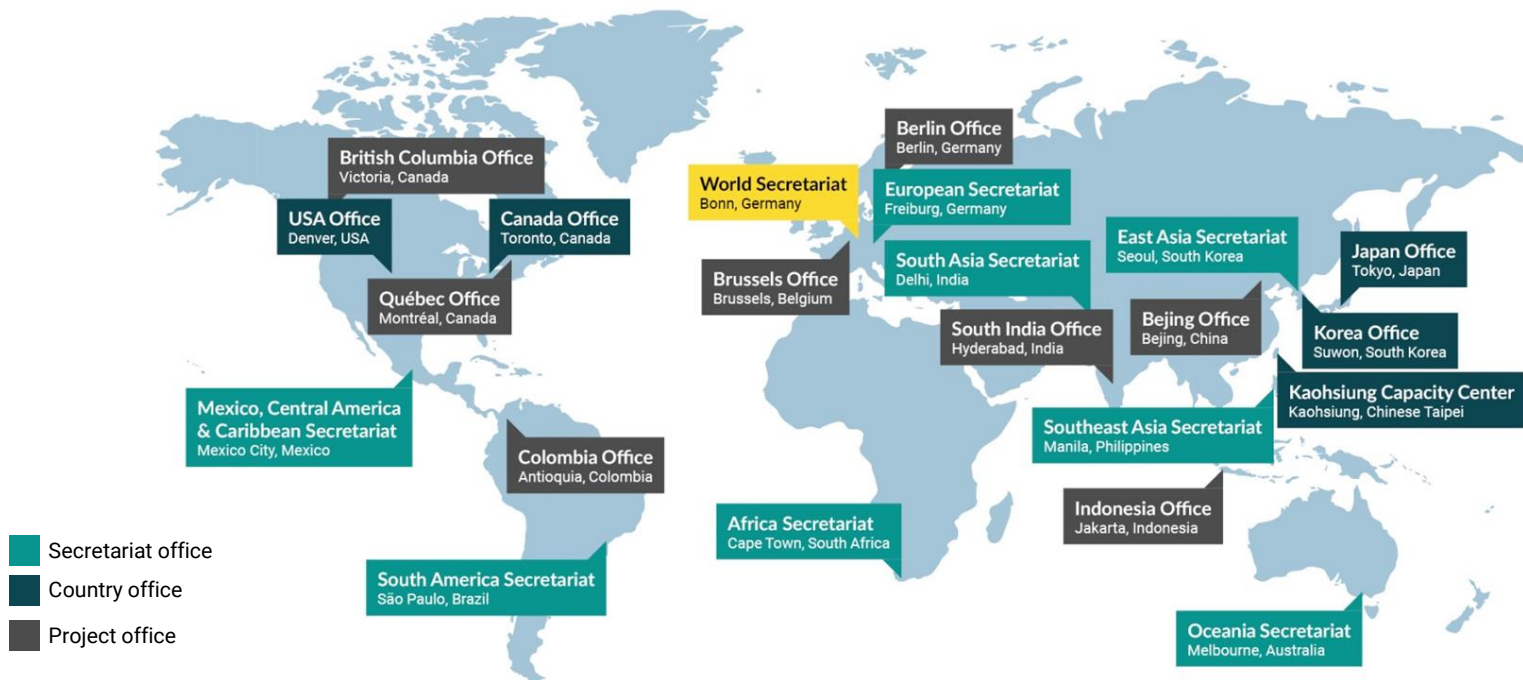 Berlin Office
Berlin, Germany
British Columbia Office
Victoria, Canada
World Secretariat
Bonn, Germany
European Secretariat
Freiburg, Germany
USA Office
Denver, USA
Canada Office
Toronto, Canada
East Asia Secretariat
Seoul, South Korea
Japan Office
Tokyo, Japan
South Asia Secretariat
Delhi, India
Brussels Office
Brussels, Belgium
Québec Office
Montréal, Canada
South India Office
Hyderabad, India
Bejing Office
Bejing, China
Korea Office
Suwon, South Korea
Kaohsiung Capacity Center
Kaohsiung, Chinese Taipei
Mexico, Central America
& Caribbean Secretariat
Mexico City, Mexico
Southeast Asia Secretariat
Manila, Philippines
Colombia Office
Antioquia, Colombia
Indonesia Office
Jakarta, Indonesia
Africa Secretariat
Cape Town, South Africa
South America Secretariat
São Paulo, Brazil
Oceania Secretariat
Melbourne, Australia
Secretariat office
Country office
Project office